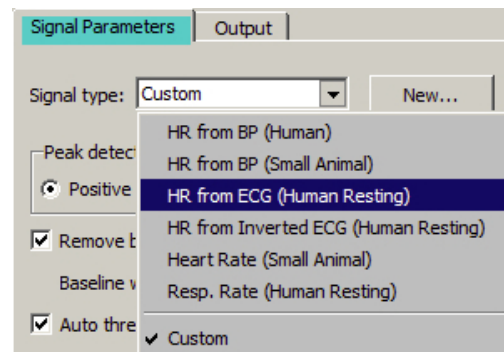 Signal Parameters Output
Signal type: Custom New...
HR from BP (Human)
Peak detec HR from BP (Small Animal)
Positive HR from ECG (Human Resting)
HR from Inverted ECG (Human Resting)
Remove b Heart Rate (Small Animal)
Baseline w Resp. Rate (Human Resting)
Auto thre Custom